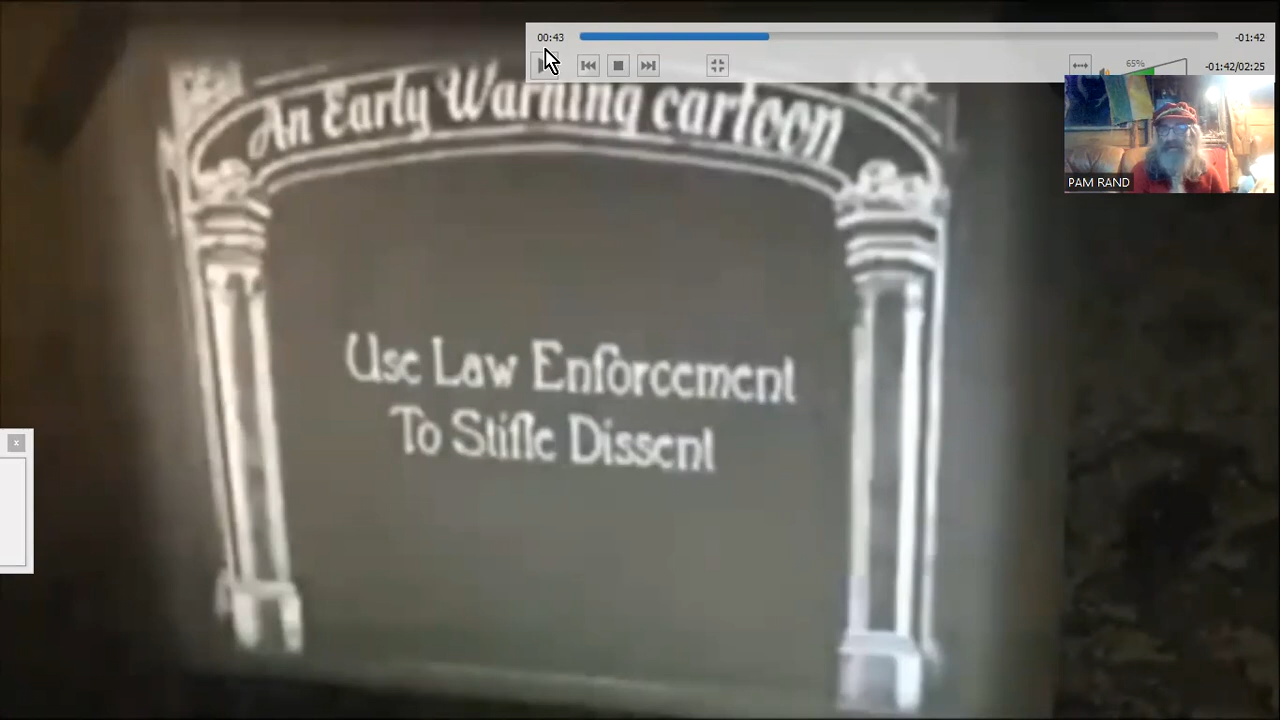 00:43
-01:42
65%
-01:42/02:25
An Early Warning cartoon
PAM RAND
Use Law Enforcement
To Stifle Dissent
x